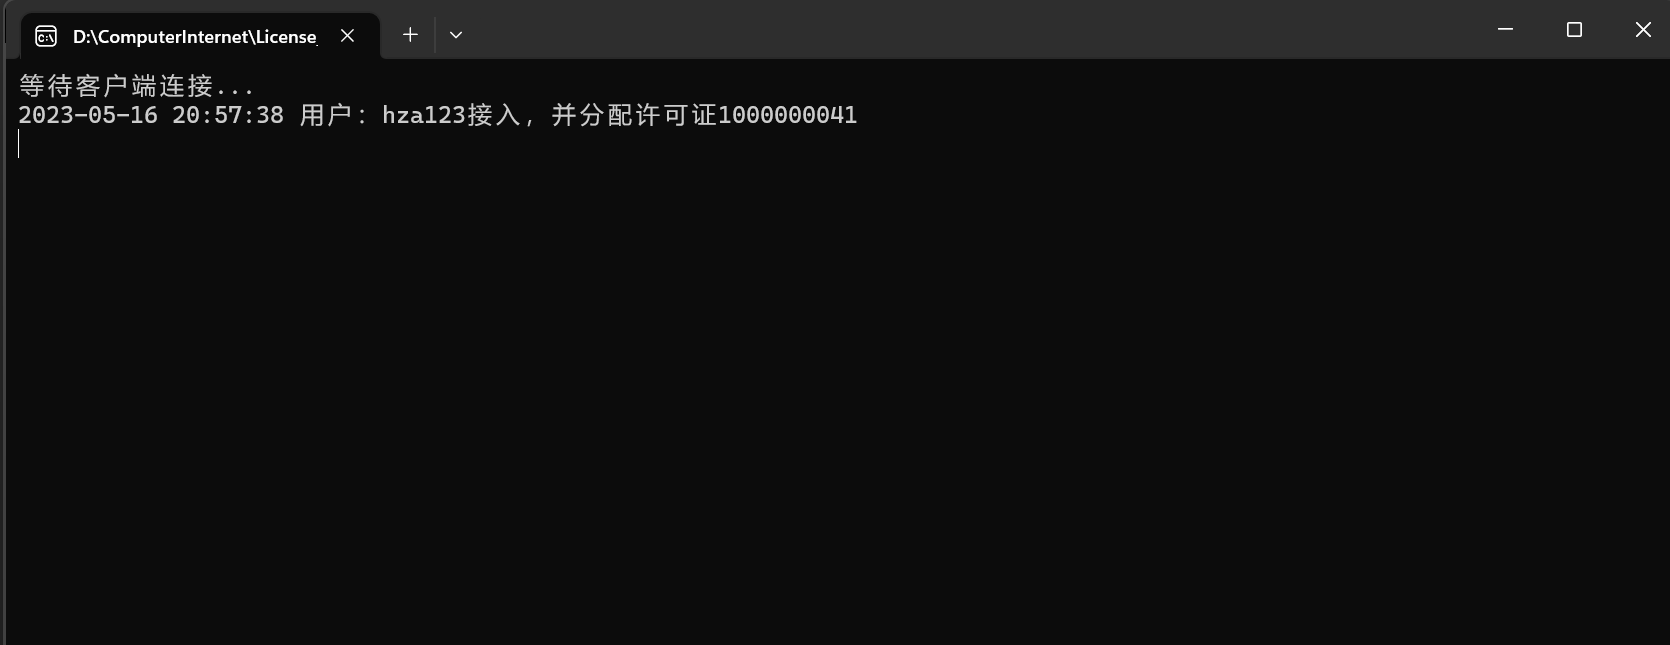 D:\ComputerInternet\License_
等待客户端连接...
2023-05-16 20:57:38 用户：hza123接入，并分配许可证1000000041